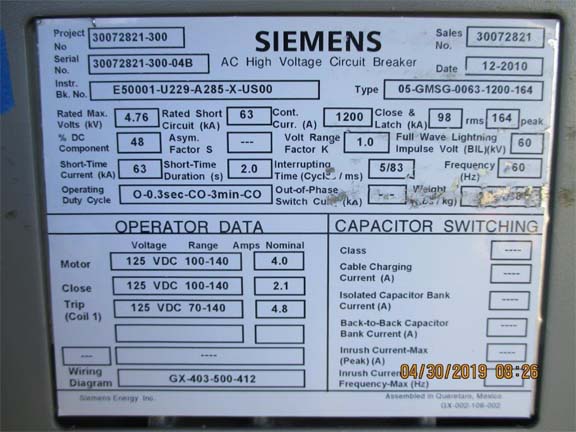 Project No 30072821-300 SIEMENS Sales No. 30072821
Serial No. 30072821-300-04B AC High Voltage Circuit Breaker Date 12-2010
Instr. Bk. No. E50001-U229-A285-X-US00 Type 05-GMSG-0063-1200-164
Rated Max. Volts (kV) 4.76 Rated Short Circuit (kA) 63 Cont. Curr. (A) 1200 Close & Latch (kA) 98 rms 164 peak
% DC Component 48 Asym. Factor S --- Volt Range Factor K 1.0 Full Wave Lightning Impulse Volt (BIL)(kV) 60
Short-Time Current (kA) 63 Short-Time Duration (s) 2.0 Interrupting Time (Cycles / ms) 5/83 Frequency (Hz) 60
Operating Duty Cycle O-0.3sec-CO-3min-CO Out-of-Phase Switch Cur. (kA) Weight
OPERATOR DATA
Voltage Range Amps Nominal
Motor 125 VDC 100-140 4.0
Close 125 VDC 100-140 2.1
Trip (Coil 1) 125 VDC 70-140 4.8
--- ----
Wiring Diagram GX-403-500-412
Siemens Energy Inc.
CAPACITOR SWITCHING
Class ----
Cable Charging Current (A) ----
Isolated Capacitor Bank Current (A) ----
Back-to-Back Capacitor Bank Current (A) ----
Inrush Current-Max (Peak) (A) ----
Inrush Current Frequency-Max (Hz)
Assembled in Queretaro, Mexico
GX-002-106-002
04/30/2019 08:26